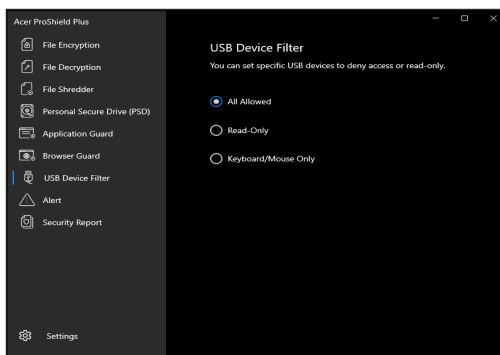 Acer ProShield Plus
File Encryption
File Decryption
File Shredder
Personal Secure Drive (PSD)
Application Guard
Browser Guard
USB Device Filter
Alert
Security Report
Settings
USB Device Filter
You can set specific USB devices to deny access or read-only.
All Allowed
Read-Only
Keyboard/Mouse Only